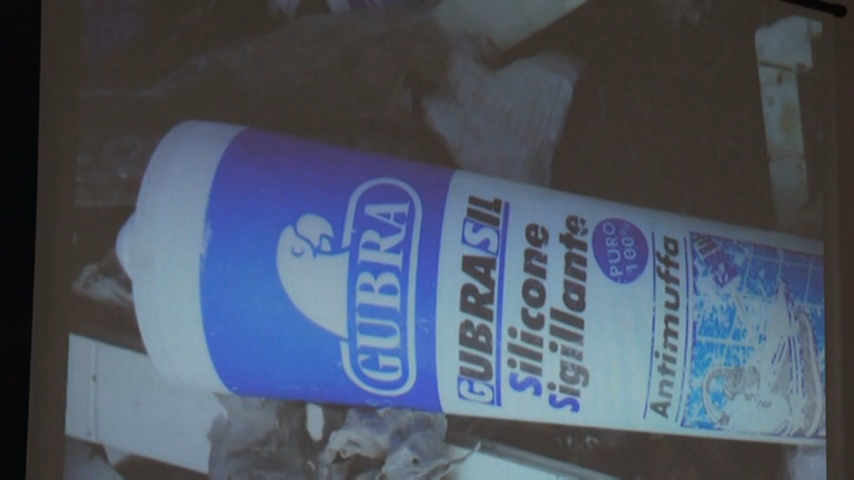 GUBRA
GUBRASIL
Silicone
Sigillante
PURO
100%
Antimuffa